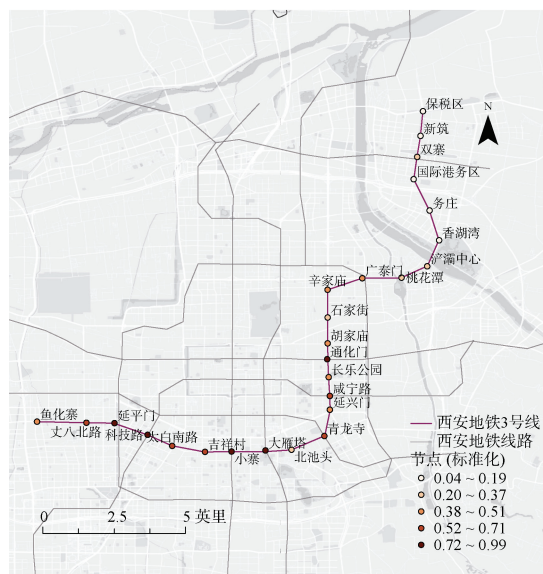 保税区
N
新筑
双寨
国际港务区
务庄
香湖湾
浐灞中心
广泰门
桃花潭
辛家庙
石家街
胡家庙
通化门
长乐公园
咸宁路
延兴门
青龙寺
鱼化寨
延平门
丈八北路
科技路
太白南路
吉祥村
大雁塔
小寨
北池头
西安地铁3号线
西安地铁线路
节点 (标准化)
0.04 ~ 0.19
0.20 ~ 0.37
0.38 ~ 0.51
0.52 ~ 0.71
0.72 ~ 0.99
0 2.5 5 英里